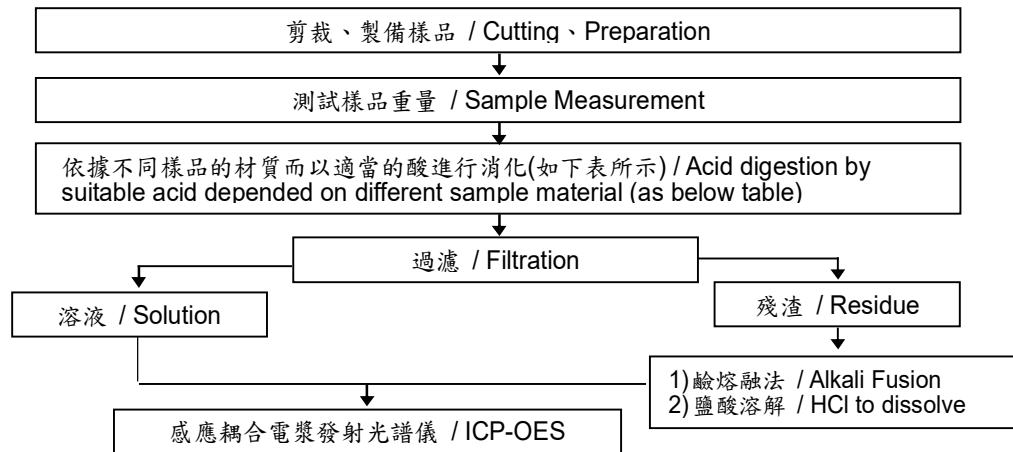 剪裁、製備樣品 / Cutting、Preparation
測試樣品重量 / Sample Measurement
依據不同樣品的材質而以適當的酸進行消化(如下表所示) / Acid digestion by
suitable acid depended on different sample material (as below table)
過濾 / Filtration
溶液 / Solution
殘渣 / Residue
1)鹼熔融法 / Alkali Fusion
2)鹽酸溶解 / HCl to dissolve
感應耦合電漿發射光譜儀 / ICP-OES